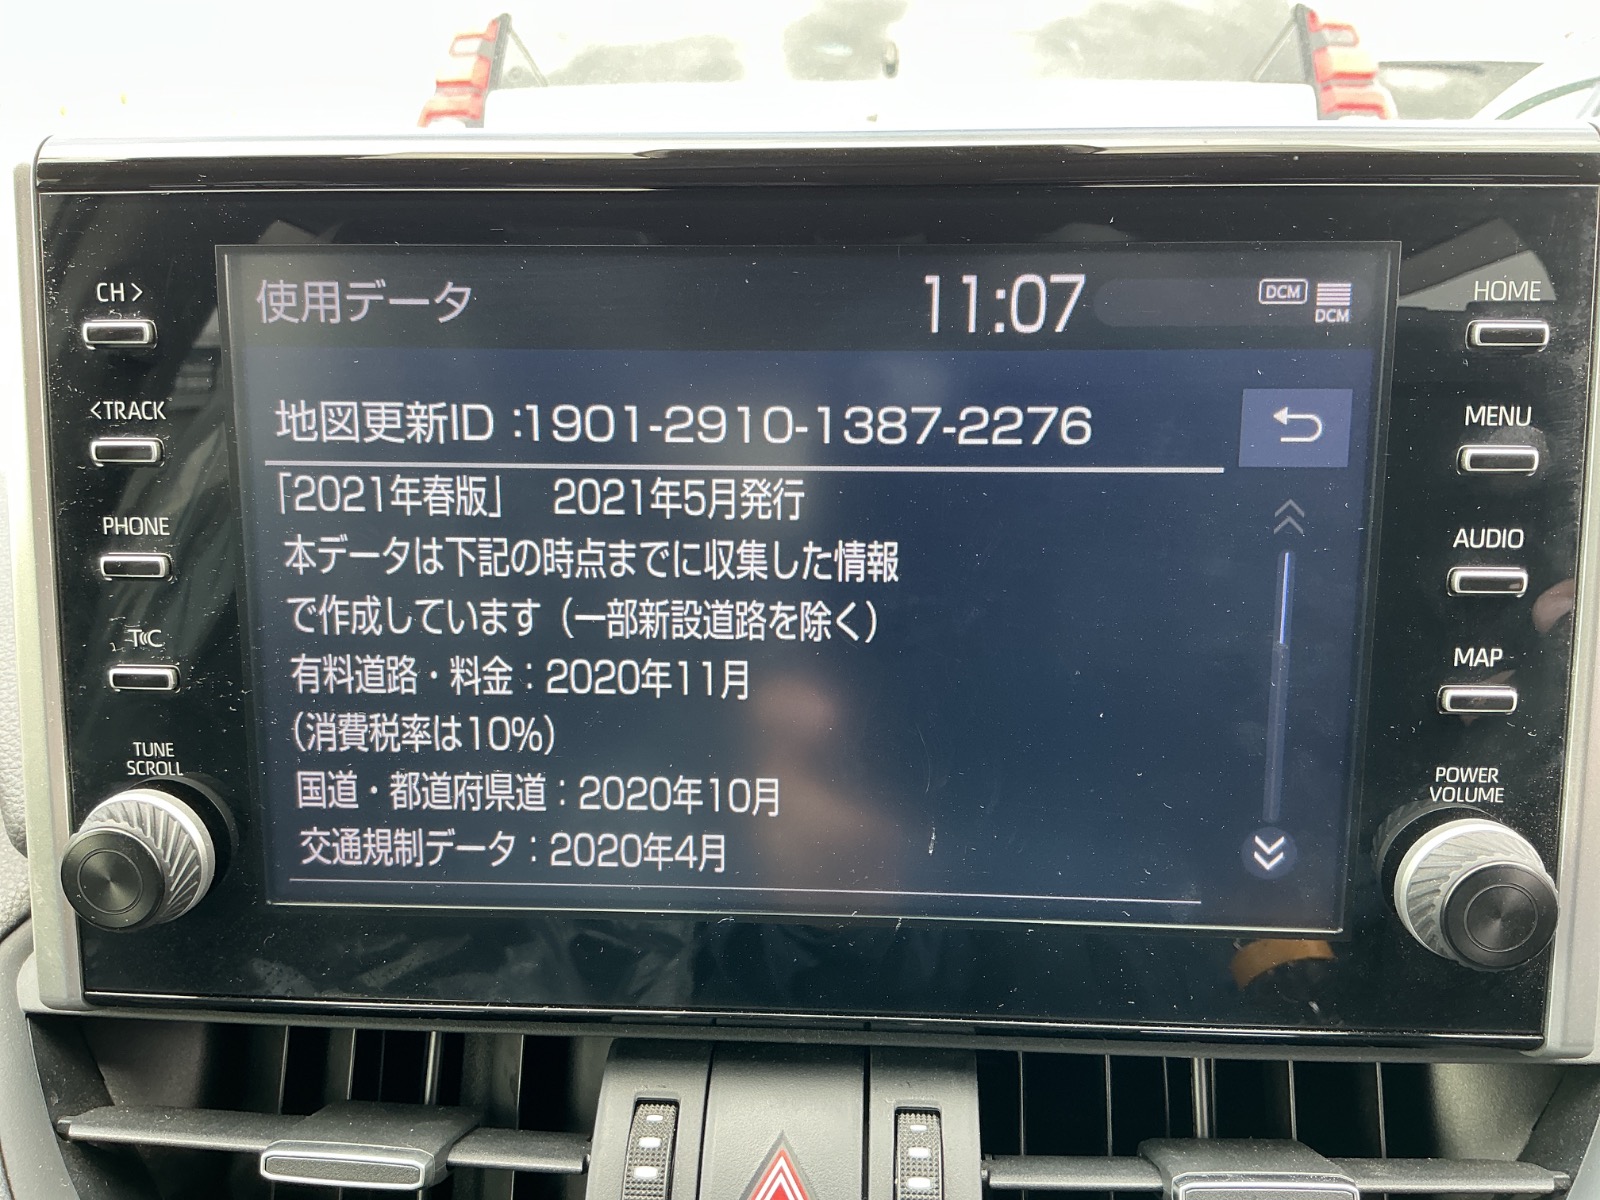 使用データ 11:07 DCM DCM
地図更新ID :1901-2910-1387-2276
「2021年春版」 2021年5月発行
本データは下記の時点までに収集した情報
で作成しています（一部新設道路を除く）
有料道路・料金：2020年11月
（消費税率は10%）
国道・都道府県道：2020年10月
交通規制データ：2020年4月
CH>
<TRACK
PHONE
T\C
TUNE
SCROLL
HOME
MENU
AUDIO
MAP
POWER
VOLUME